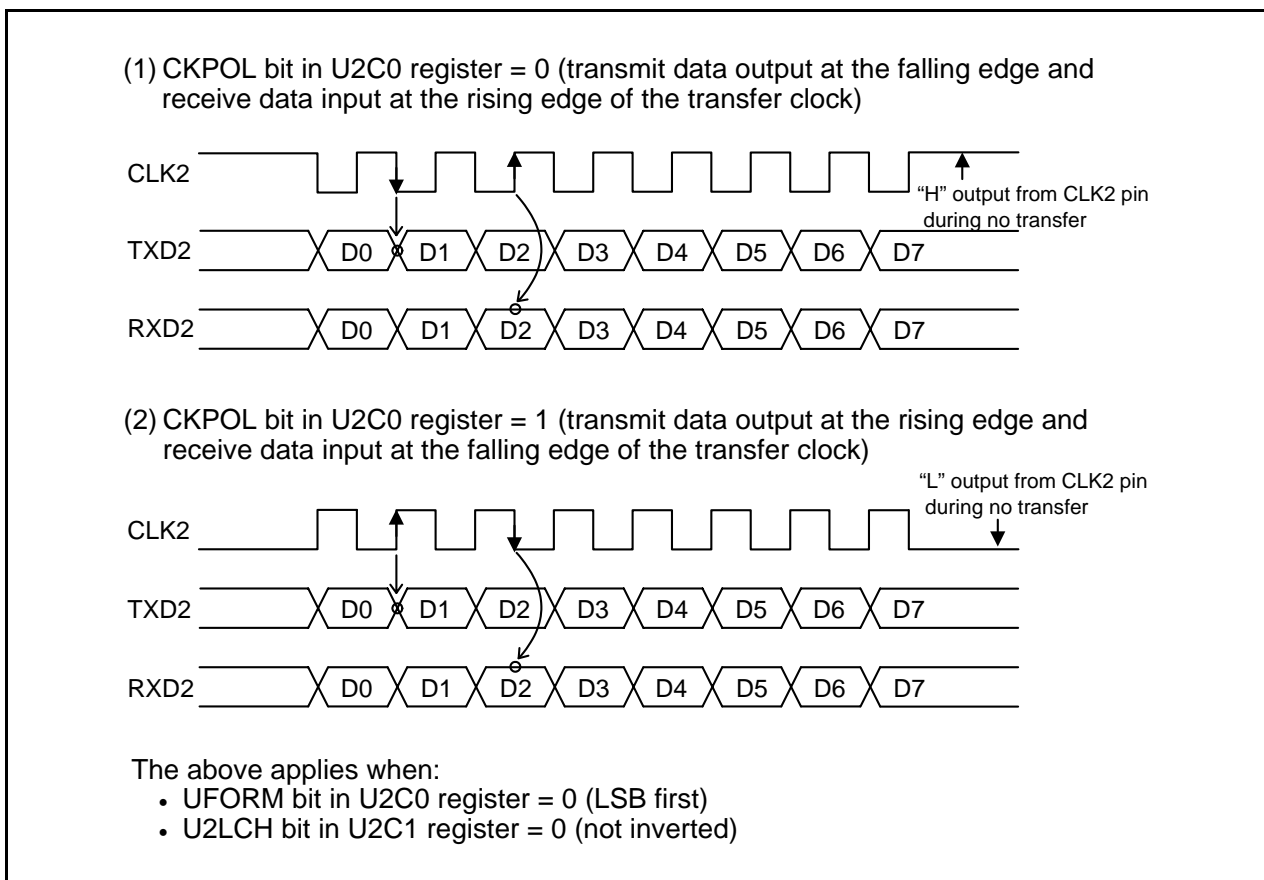 (1) CKPOL bit in U2C0 register = 0 (transmit data output at the falling edge and
receive data input at the rising edge of the transfer clock)
CLK2
“H” output from CLK2 pin
during no transfer
TXD2 D0 D1 D2 D3 D4 D5 D6 D7
RXD2 D0 D1 D2 D3 D4 D5 D6 D7
(2) CKPOL bit in U2C0 register = 1 (transmit data output at the rising edge and
receive data input at the falling edge of the transfer clock)
“L” output from CLK2 pin
during no transfer
CLK2
TXD2 D0 D1 D2 D3 D4 D5 D6 D7
RXD2 D0 D1 D2 D3 D4 D5 D6 D7
The above applies when:
• UFORM bit in U2C0 register = 0 (LSB first)
• U2LCH bit in U2C1 register = 0 (not inverted)